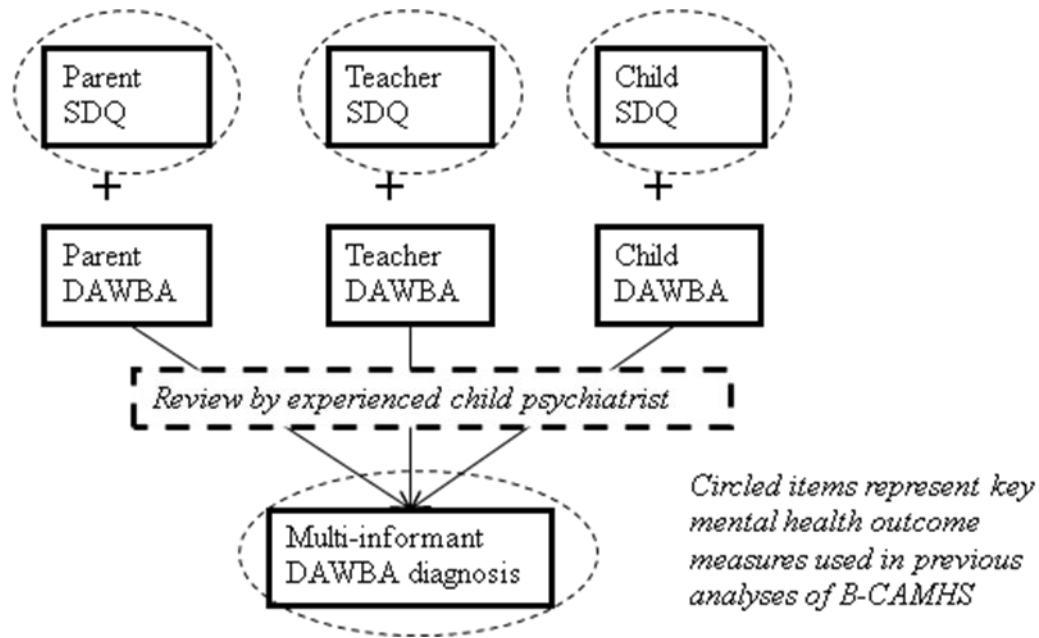 Parent
SDQ
Teacher
SDQ
Child
SDQ
+
+
+
Parent
DAWBA
Teacher
DAWBA
Child
DAWBA
Review by experienced child psychiatrist
Multi-informant
DAWBA diagnosis
Circled items represent key
mental health outcome
measures used in previous
analyses of B-CAMHS